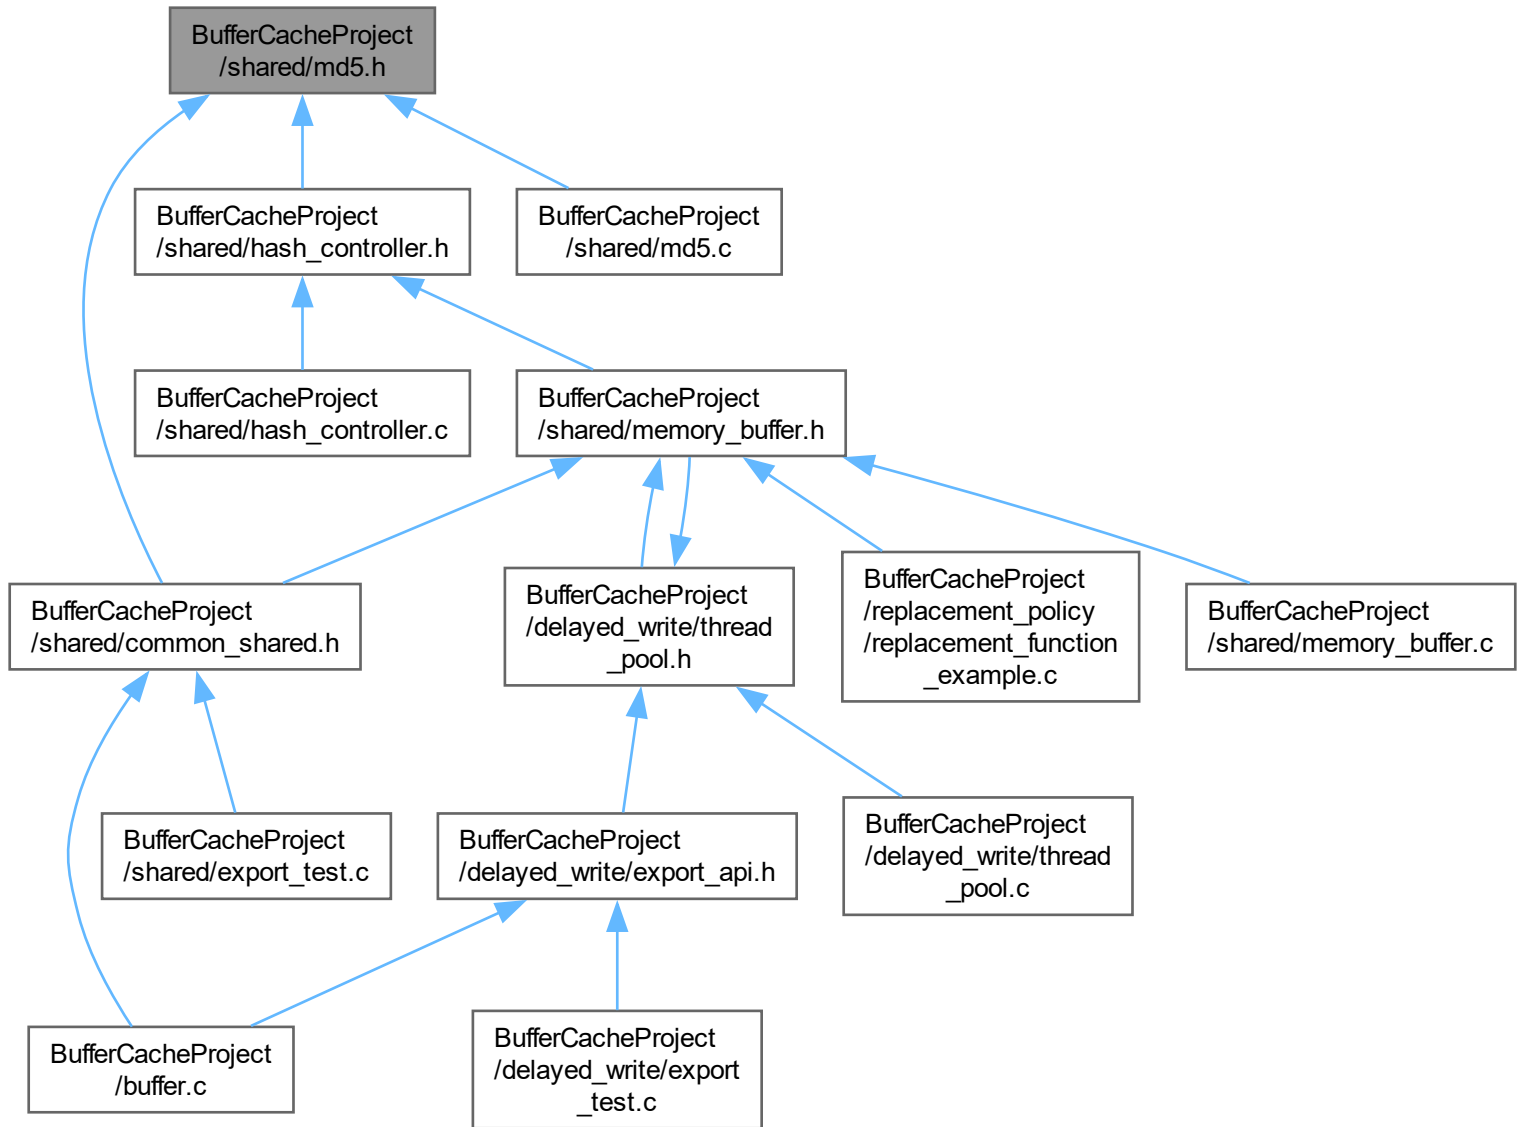 BufferCacheProject
/shared/md5.h
BufferCacheProject
/shared/hash_controller.h
BufferCacheProject
/shared/md5.c
BufferCacheProject
/shared/hash_controller.c
BufferCacheProject
/shared/memory_buffer.h
BufferCacheProject
/shared/common_shared.h
BufferCacheProject
/delayed_write/thread
_pool.h
BufferCacheProject
/replacement_policy
/replacement_function
_example.c
BufferCacheProject
/shared/memory_buffer.c
BufferCacheProject
/shared/export_test.c
BufferCacheProject
/delayed_write/export_api.h
BufferCacheProject
/delayed_write/thread
_pool.c
BufferCacheProject
/buffer.c
BufferCacheProject
/delayed_write/export
_test.c